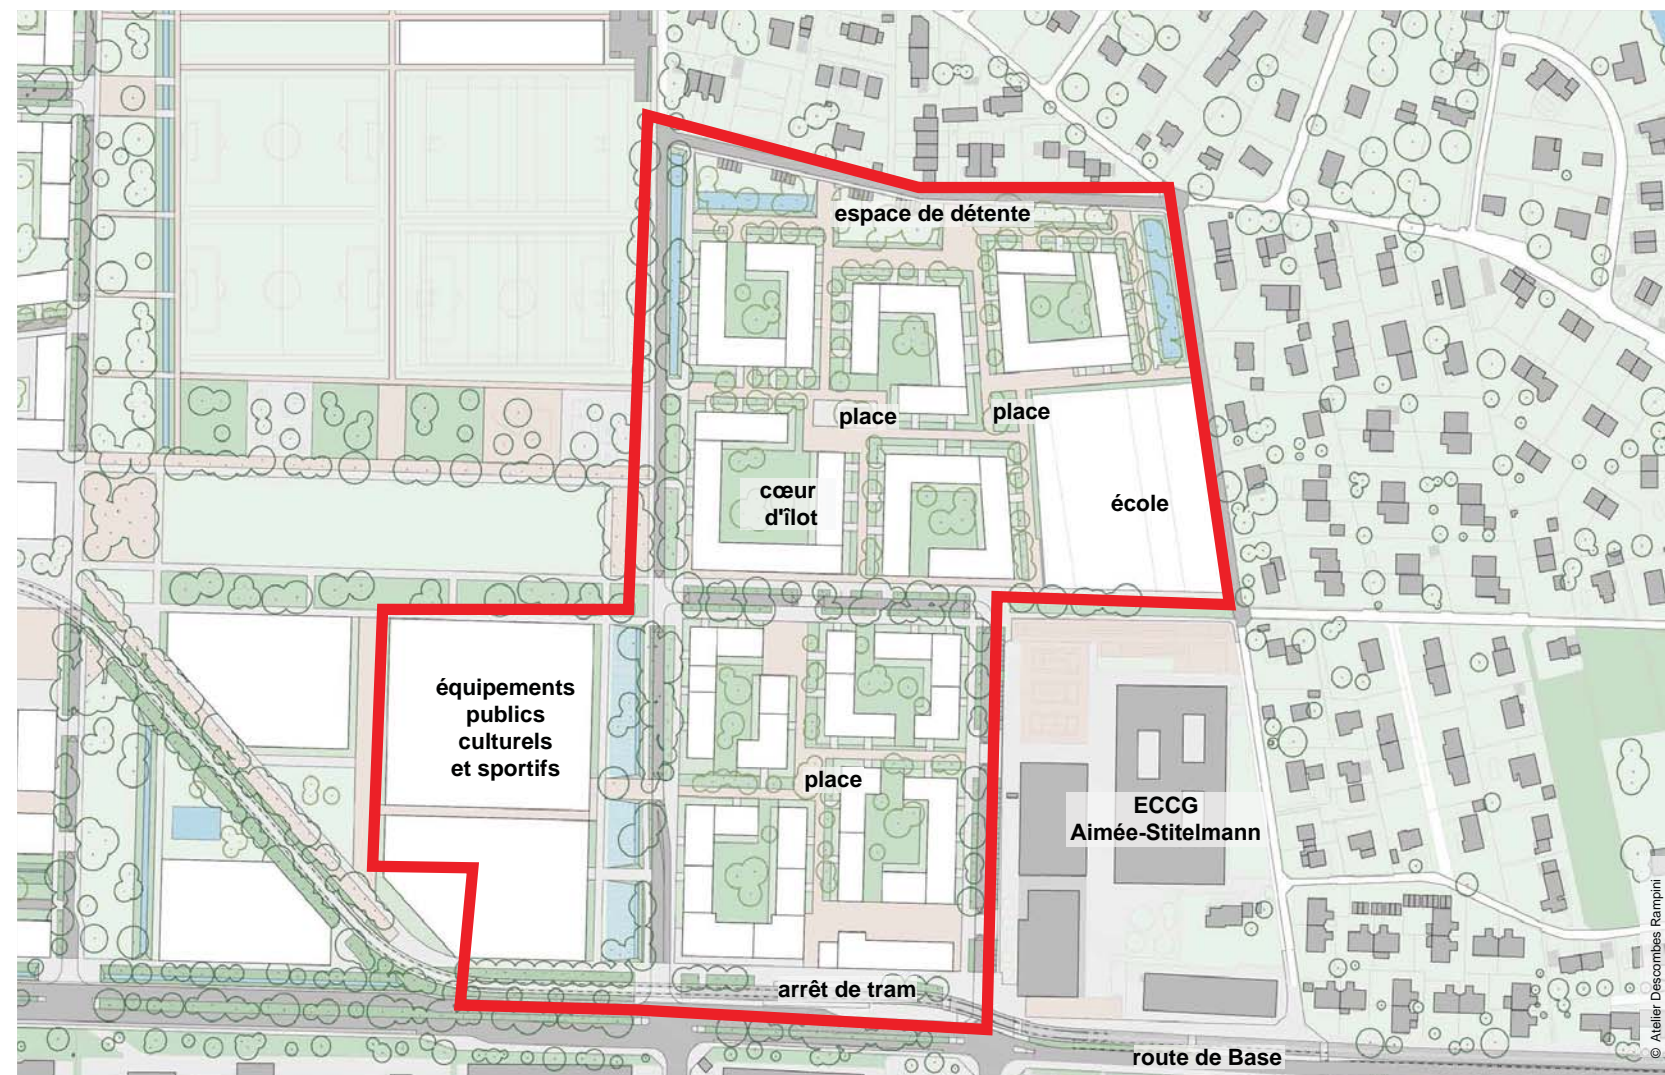 espace de détente
place
place
cœur
d'îlot
école
équipements
publics
culturels
et sportifs
place
ECCG
Aimée-Stitelmann
arrêt de tram
route de Base
© Atelier Descombes Rampini